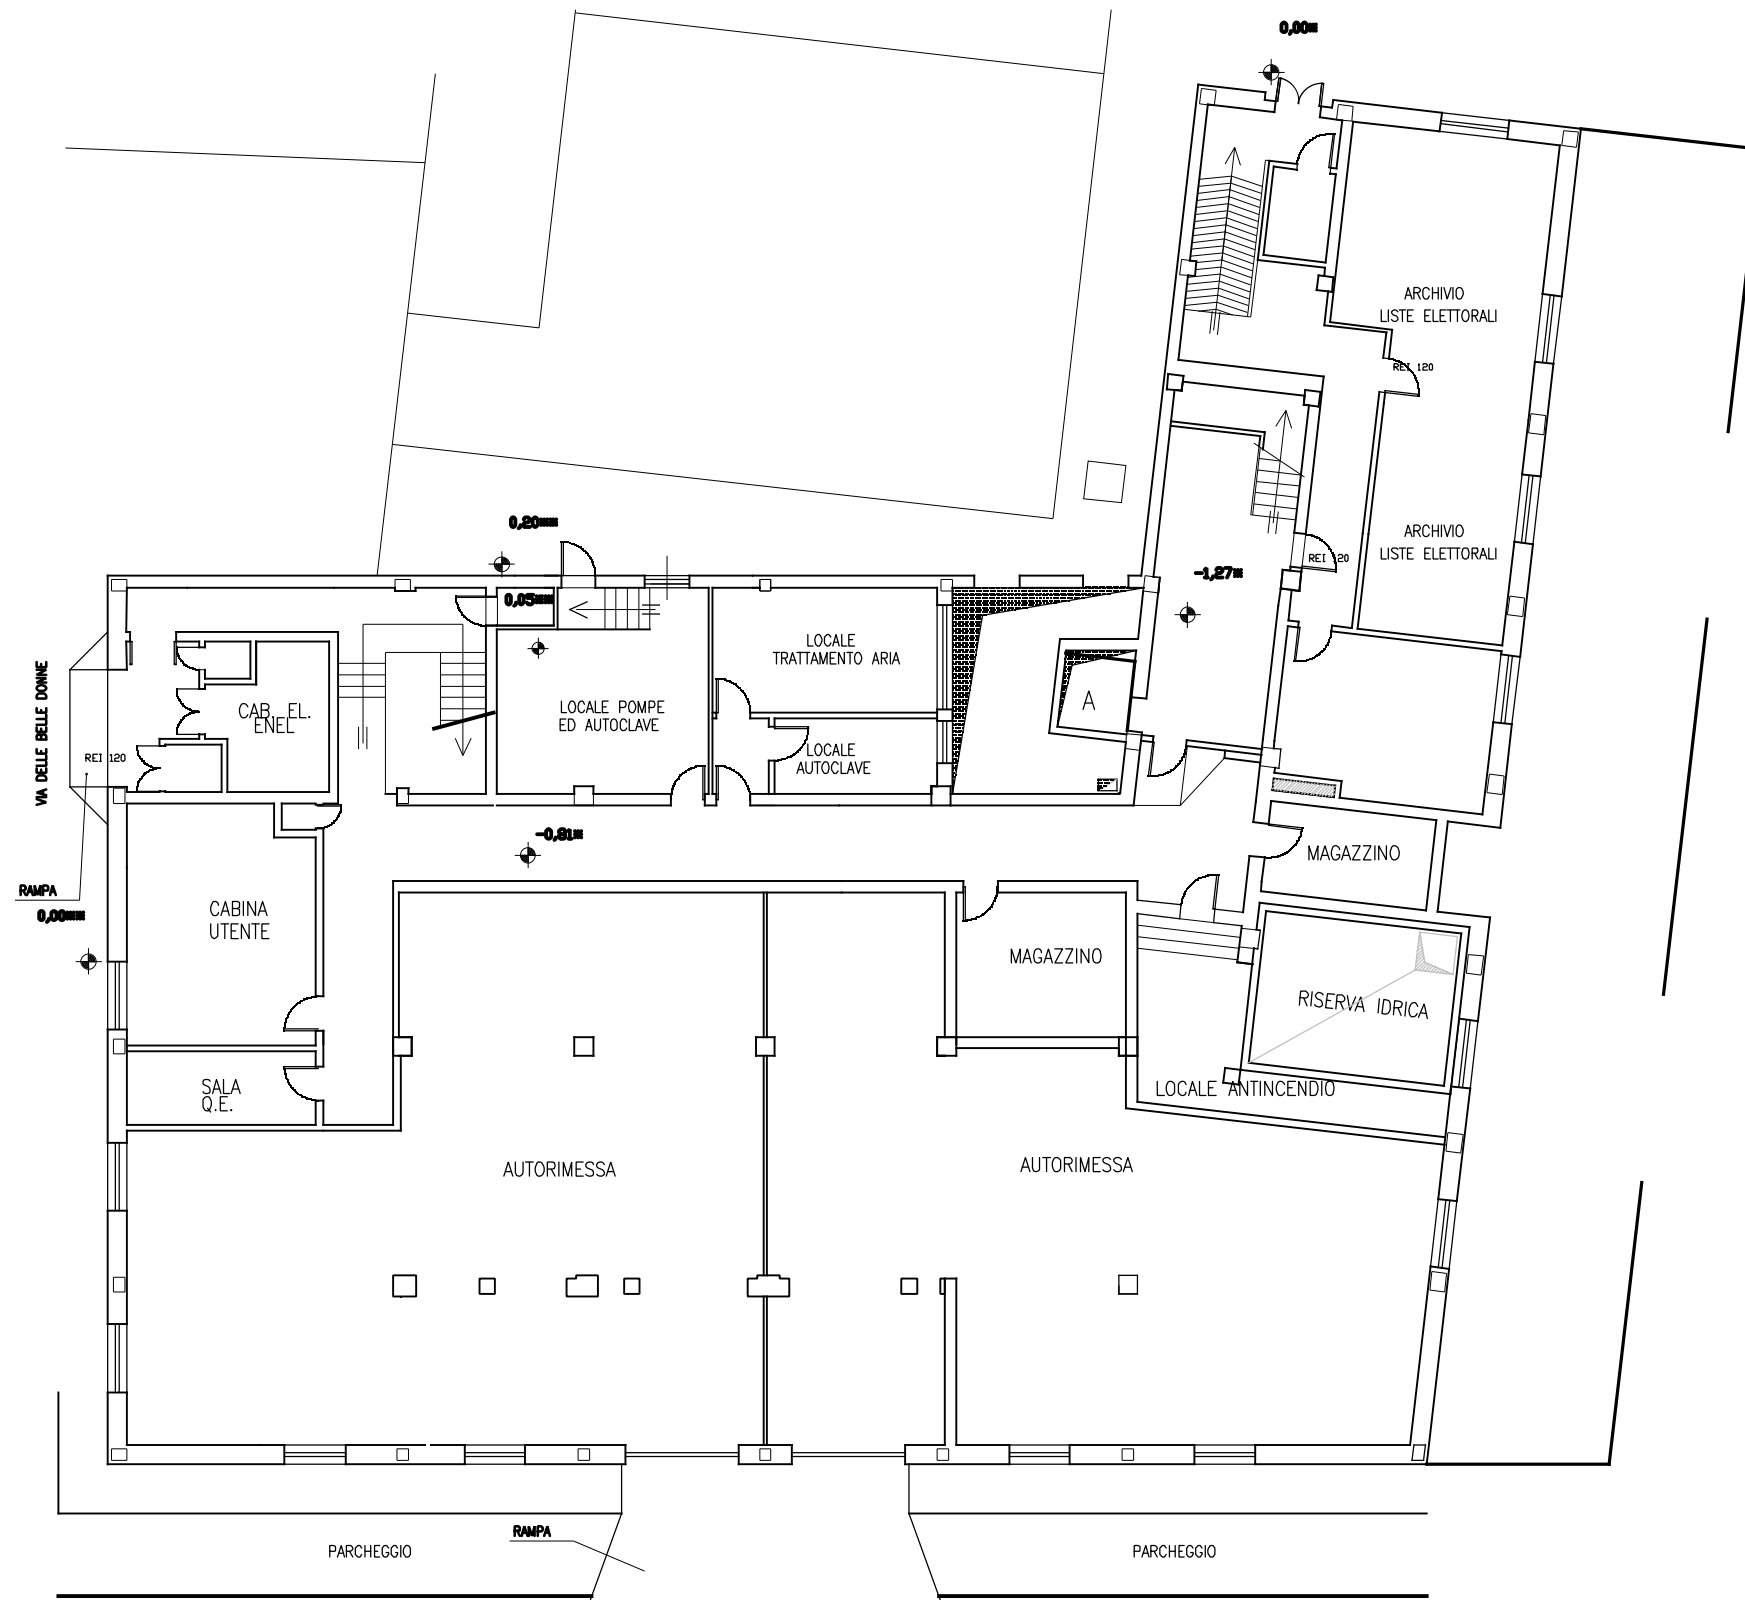 0,00
ARCHIVIO
LISTE ELETTORALI
REI 120
ARCHIVIO
LISTE ELETTORALI
REI 120
-1,27
0,20
0,05
LOCALE
TRATTAMENTO ARIA
LOCALE POMPE
ED AUTOCLAVE
LOCALE
AUTOCLAVE
A
CAB. EL.
ENEL
VIA DELLE BELLE DONNE
REI 120
-0,81
MAGAZZINO
RAMPA
0,00
CABINA
UTENTE
MAGAZZINO
RISERVA IDRICA
SALA
Q.E.
LOCALE ANTINCENDIO
AUTORIMESSA
AUTORIMESSA
RAMPA
PARCHEGGIO
PARCHEGGIO